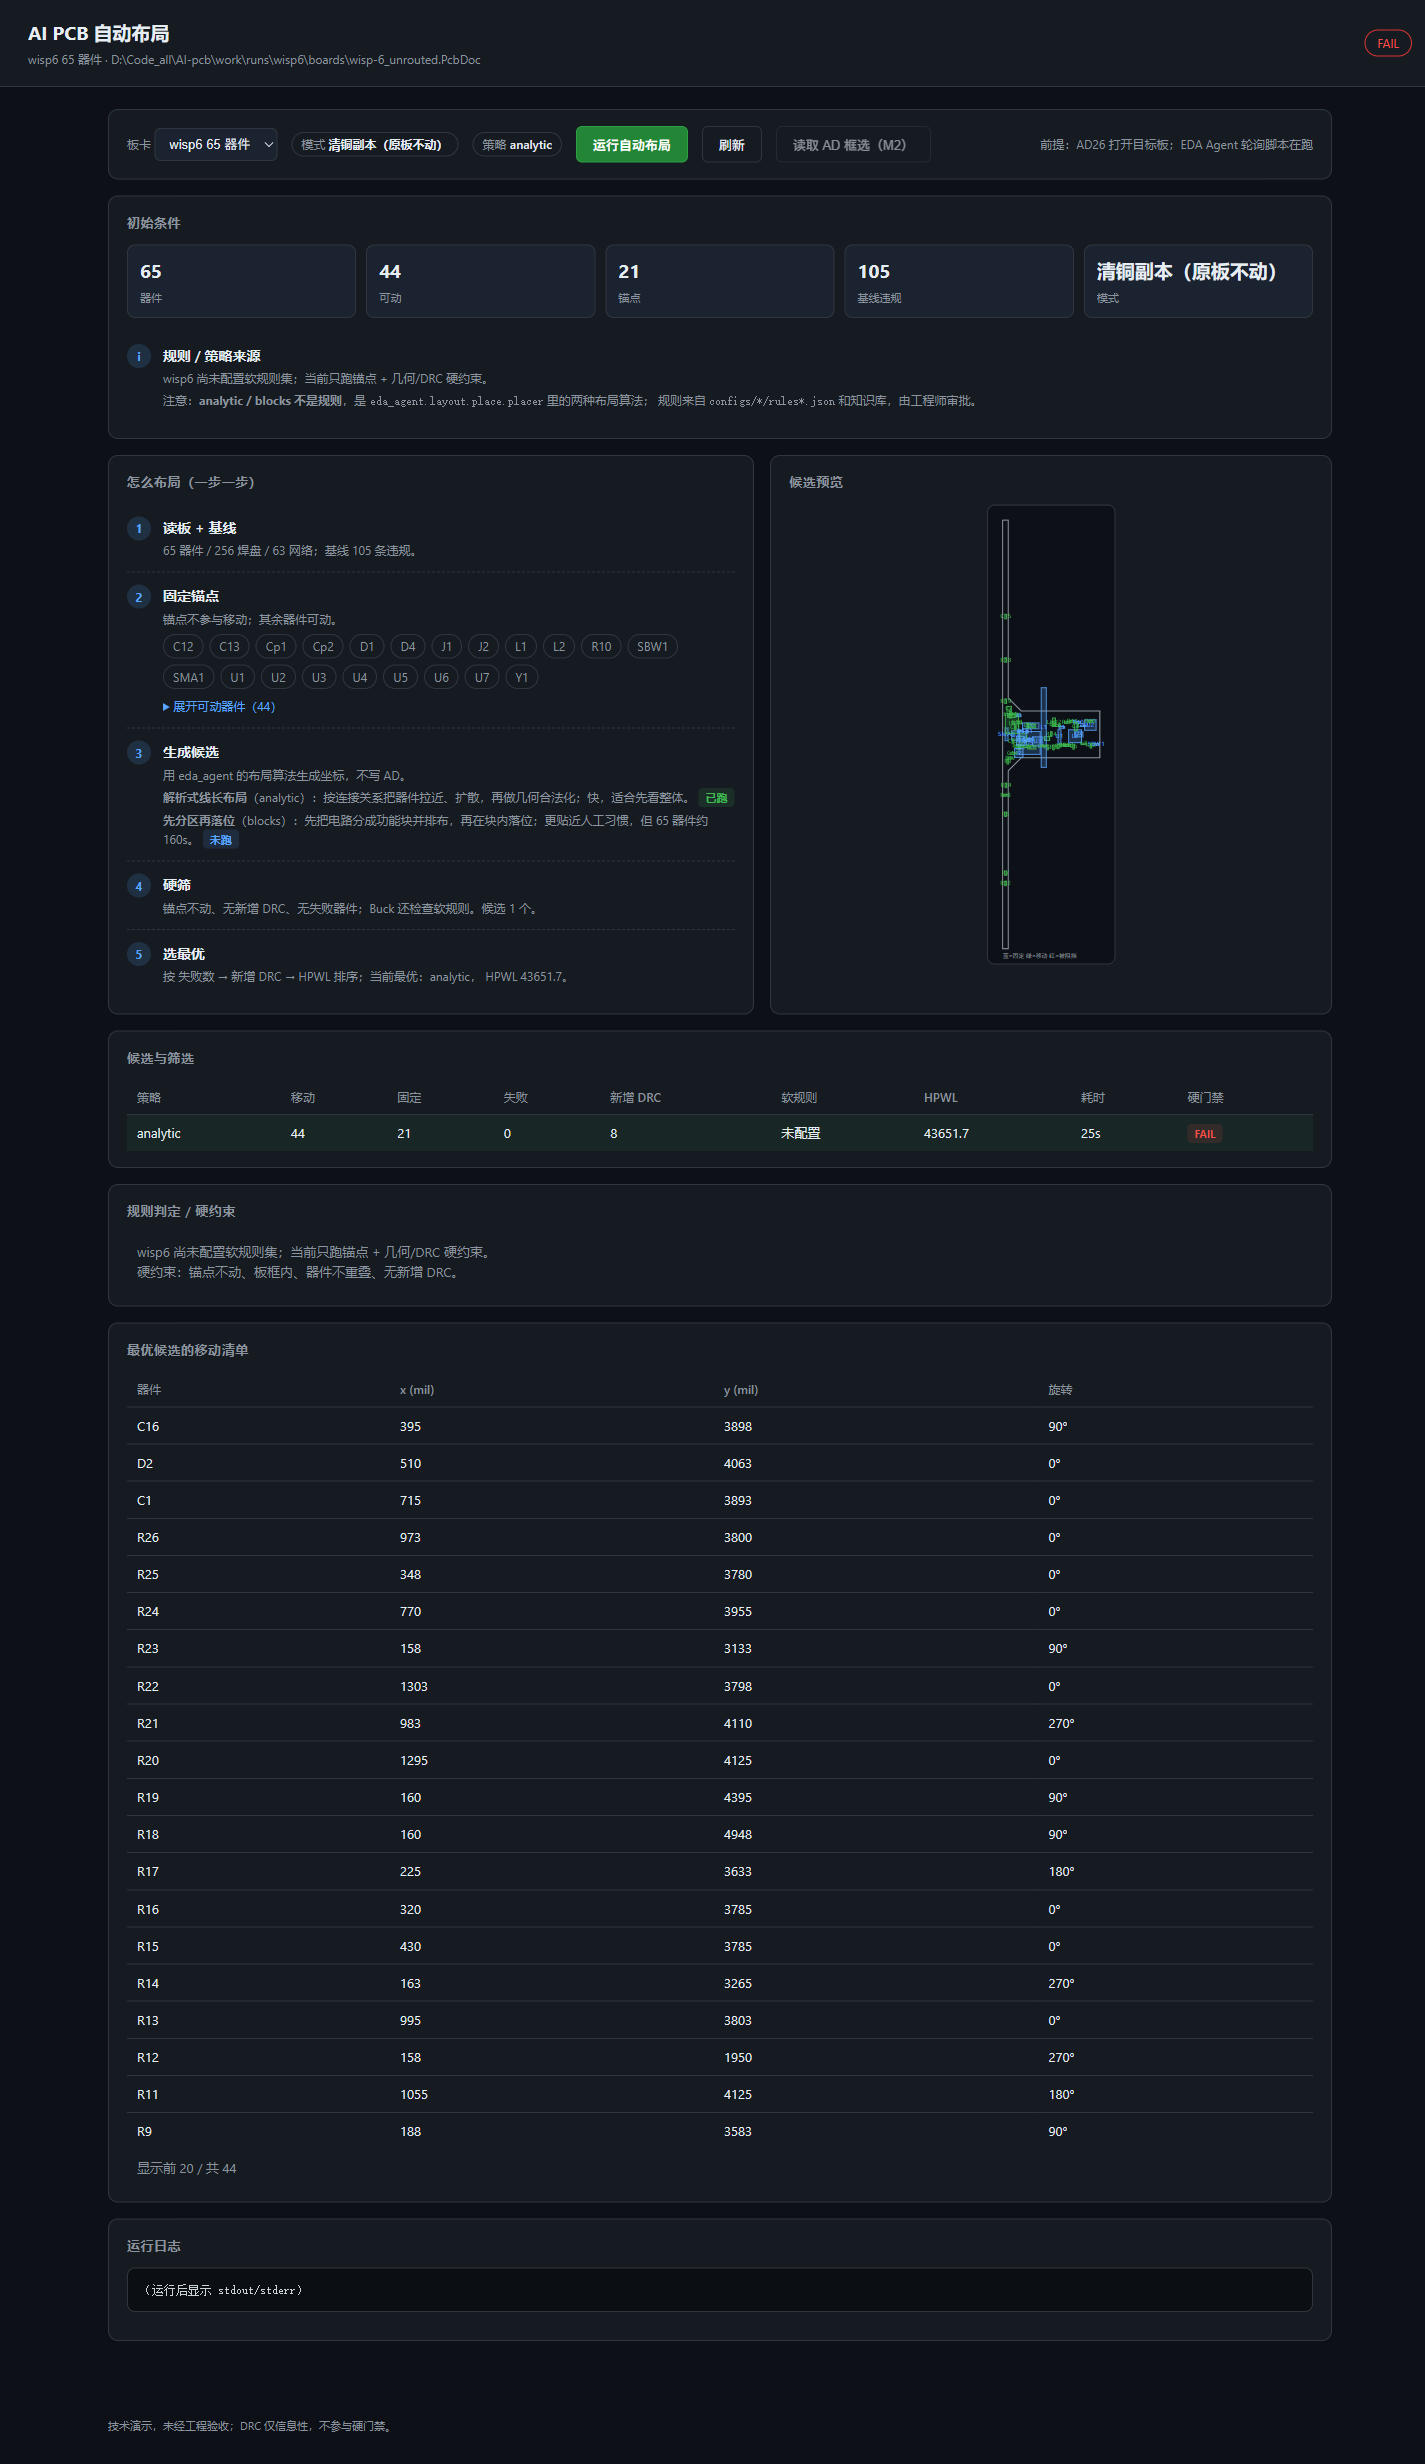 AI PCB 自动布局
wisp6 65 器件 · D:\Code_all\AI-pcb\work\runs\wisp6\boards\wisp-6_unrouted.PcbDoc
FAIL
板卡 wisp6 65 器件 模式 清铜副本（原板不动） 策略 analytic 运行自动布局 刷新 读取 AD 框选（M2） 前提：AD26 打开目标板；EDA Agent 轮询脚本在跑
初始条件
65 44 21 105 清铜副本（原板不动）
器件 可动 锚点 基线违规 模式
i 规则 / 策略来源
wisp6 尚未配置软规则集；当前只跑锚点 + 几何/DRC 硬约束。
注意：analytic / blocks 不是规则，是 eda_agent.layout.place.placer 里的两种布局算法； 规则来自 configs/*/rules*.json 和知识库，由工程师审批。
怎么布局（一步一步）
1 读板 + 基线
65 器件 / 256 焊盘 / 63 网络；基线 105 条违规。
2 固定锚点
锚点不参与移动；其余器件可动。
C12 C13 Cp1 Cp2 D1 D4 J1 J2 L1 L2 R10 SBW1
SMA1 U1 U2 U3 U4 U5 U6 U7 Y1
展开可动器件（44）
3 生成候选
用 eda_agent 的布局算法生成坐标，不写 AD。
解析式线长布局（analytic）：按连接关系把器件拉近、扩散，再做几何合法化；快，适合先看整体。 已跑
先分区再落位（blocks）：先把电路分成功能块并排布，再在块内落位；更贴近人工习惯，但 65 器件约
160s。 未跑
4 硬筛
锚点不动、无新增 DRC、无失败器件；Buck 还检查软规则。候选 1 个。
5 选最优
按 失败数 → 新增 DRC → HPWL 排序；当前最优：analytic， HPWL 43651.7。
候选预览
蓝=固定 绿=移动 红=被阻挡
候选与筛选
策略 移动 固定 失败 新增 DRC 软规则 HPWL 耗时 硬门禁
analytic 44 21 0 8 未配置 43651.7 25s FAIL
规则判定 / 硬约束
wisp6 尚未配置软规则集；当前只跑锚点 + 几何/DRC 硬约束。
硬约束：锚点不动、板框内、器件不重叠、无新增 DRC。
最优候选的移动清单
器件 x (mil) y (mil) 旋转
C16 395 3898 90°
D2 510 4063 0°
C1 715 3893 0°
R26 973 3800 0°
R25 348 3780 0°
R24 770 3955 0°
R23 158 3133 90°
R22 1303 3798 0°
R21 983 4110 270°
R20 1295 4125 0°
R19 160 4395 90°
R18 160 4948 90°
R17 225 3633 180°
R16 320 3785 0°
R15 430 3785 0°
R14 163 3265 270°
R13 995 3803 0°
R12 158 1950 270°
R11 1055 4125 180°
R9 188 3583 90°
显示前 20 / 共 44
运行日志
（运行后显示 stdout/stderr）
技术演示，未经工程验收；DRC 仅信息性，不参与硬门禁。